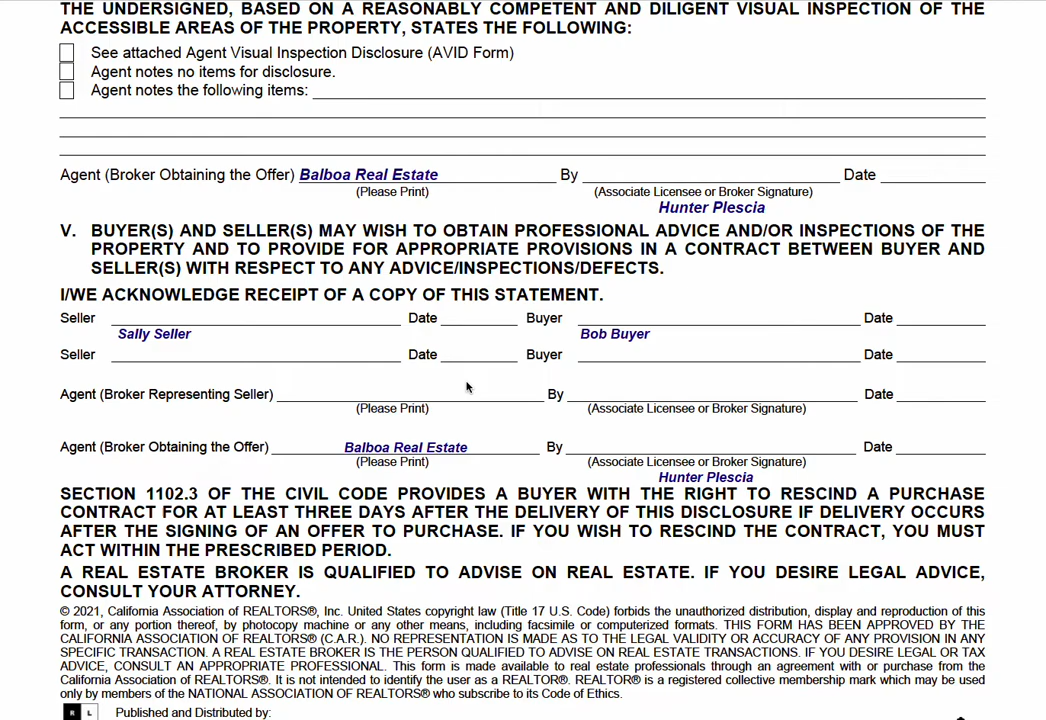 THE UNDERSIGNED, BASED ON A REASONABLY COMPETENT AND DILIGENT VISUAL INSPECTION OF THE
ACCESSIBLE AREAS OF THE PROPERTY, STATES THE FOLLOWING:
See attached Agent Visual Inspection Disclosure (AVID Form)
Agent notes no items for disclosure.
Agent notes the following items:
Agent (Broker Obtaining the Offer) Balboa Real Estate By Date
(Please Print) (Associate Licensee or Broker Signature)
Hunter Plescia
V. BUYER(S) AND SELLER(S) MAY WISH TO OBTAIN PROFESSIONAL ADVICE AND/OR INSPECTIONS OF THE
PROPERTY AND TO PROVIDE FOR APPROPRIATE PROVISIONS IN A CONTRACT BETWEEN BUYER AND
SELLER(S) WITH RESPECT TO ANY ADVICE/INSPECTIONS/DEFECTS.
I/WE ACKNOWLEDGE RECEIPT OF A COPY OF THIS STATEMENT.
Seller Date Buyer Date
Sally Seller Bob Buyer
Seller Date Buyer Date
Agent (Broker Representing Seller) By Date
(Please Print) (Associate Licensee or Broker Signature)
Agent (Broker Obtaining the Offer) Balboa Real Estate By Date
(Please Print) (Associate Licensee or Broker Signature)
Hunter Plescia
SECTION 1102.3 OF THE CIVIL CODE PROVIDES A BUYER WITH THE RIGHT TO RESCIND A PURCHASE
CONTRACT FOR AT LEAST THREE DAYS AFTER THE DELIVERY OF THIS DISCLOSURE IF DELIVERY OCCURS
AFTER THE SIGNING OF AN OFFER TO PURCHASE. IF YOU WISH TO RESCIND THE CONTRACT, YOU MUST
ACT WITHIN THE PRESCRIBED PERIOD.
A REAL ESTATE BROKER IS QUALIFIED TO ADVISE ON REAL ESTATE. IF YOU DESIRE LEGAL ADVICE,
CONSULT YOUR ATTORNEY.
© 2021, California Association of REALTORS®, Inc. United States copyright law (Title 17 U.S. Code) forbids the unauthorized distribution, display and reproduction of this
form, or any portion thereof, by photocopy machine or any other means, including facsimile or computerized formats. THIS FORM HAS BEEN APPROVED BY THE
CALIFORNIA ASSOCIATION OF REALTORS® (C.A.R.). NO REPRESENTATION IS MADE AS TO THE LEGAL VALIDITY OR ACCURACY OF ANY PROVISION IN ANY
SPECIFIC TRANSACTION. A REAL ESTATE BROKER IS THE PERSON QUALIFIED TO ADVISE ON REAL ESTATE TRANSACTIONS. IF YOU DESIRE LEGAL OR TAX
ADVICE, CONSULT AN APPROPRIATE PROFESSIONAL. This form is made available to real estate professionals through an agreement with or purchase from the
California Association of REALTORS®. It is not intended to identify the user as a REALTOR®. REALTOR® is a registered collective membership mark which may be used
only by members of the NATIONAL ASSOCIATION OF REALTORS® who subscribe to its Code of Ethics.
R L Published and Distributed by: